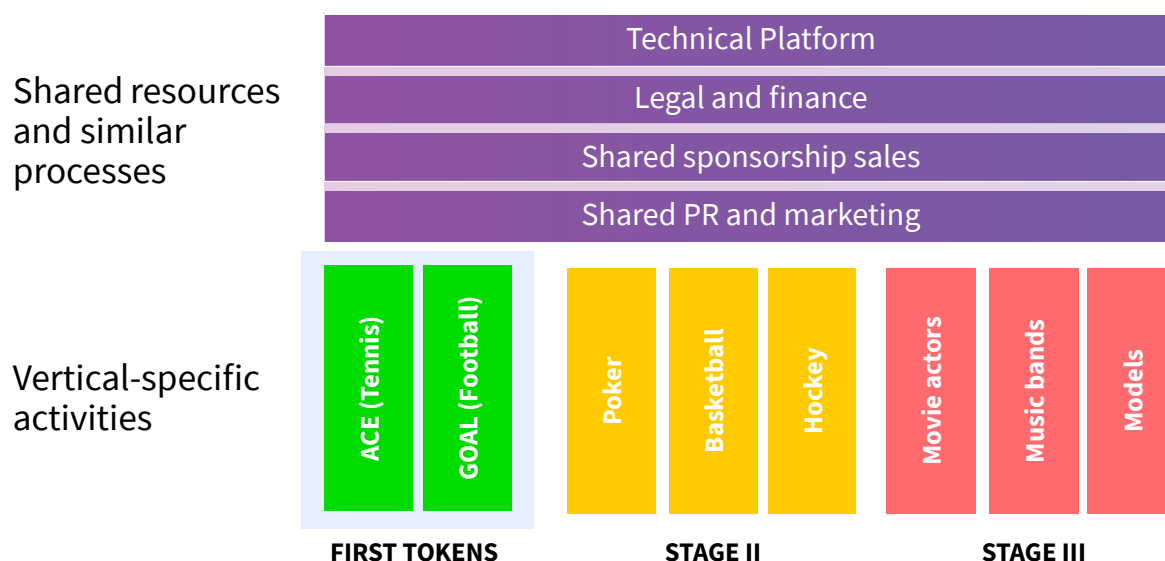 Technical Platform
Shared resources
and similar
processes
Legal and finance
Shared sponsorship sales
Shared PR and marketing
Vertical-specific
activities
ACE (Tennis)
GOAL (Football)
Poker
Basketball
Hockey
Movie actors
Music bands
Models
FIRST TOKENS
STAGE II
STAGE III